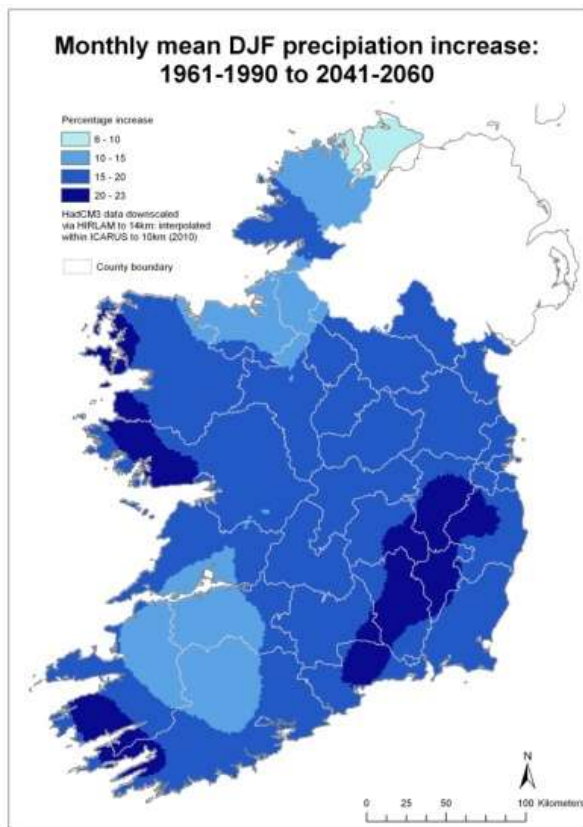 Monthly mean DJF precipiation increase:
1961-1990 to 2041-2060
Percentage increase
6 - 10
10 - 15
15 - 20
20 - 23
HadCM3 data downscaled
via HIRLAM to 14km: interpolated
within ICARUS to 10km (2010)
County boundary
N
0 25 50 100 Kilometers